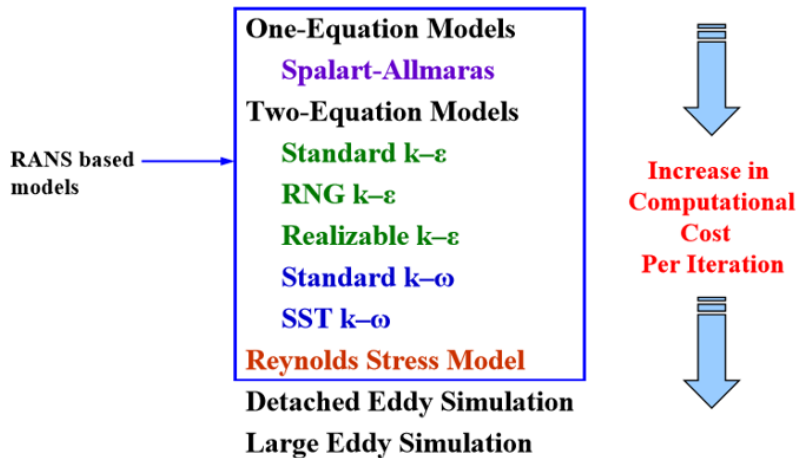 One-Equation Models
Spalart-Allmaras
Two-Equation Models
Standard k–ε
RNG k–ε
Realizable k–ε
Standard k–ω
SST k–ω
Reynolds Stress Model
Detached Eddy Simulation
Large Eddy Simulation
RANS based
models
Increase in
Computational
Cost
Per Iteration